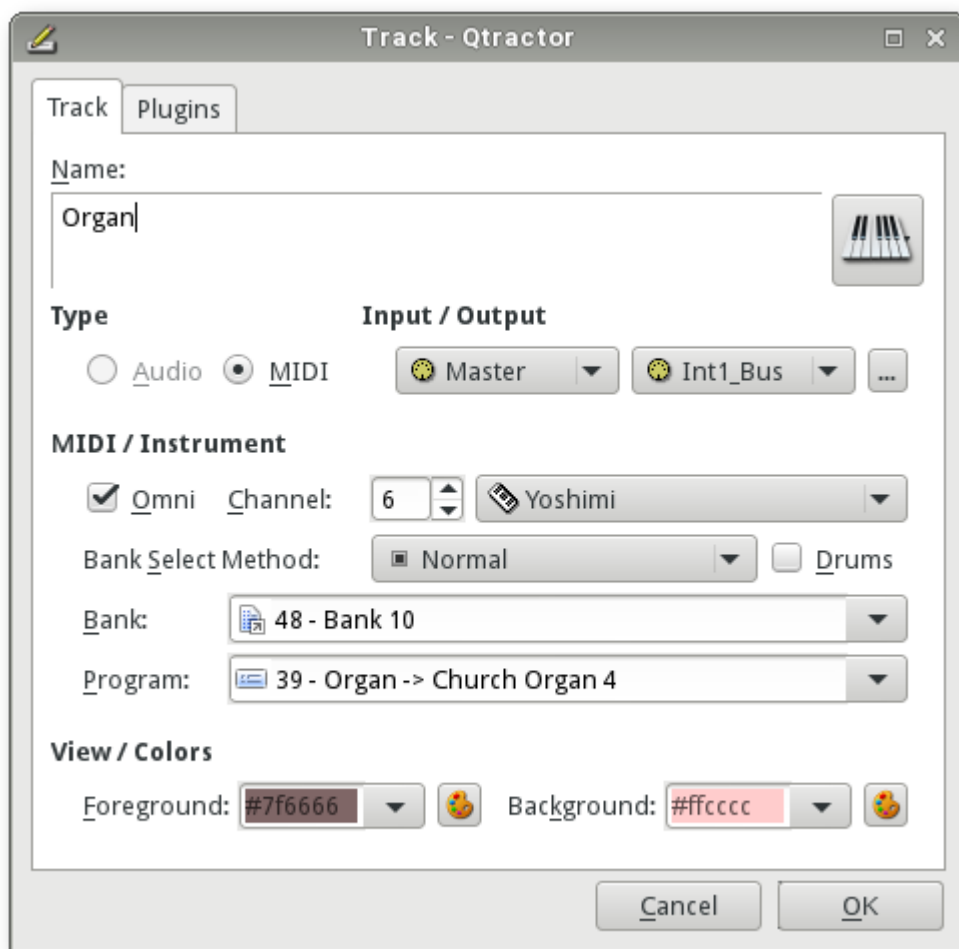 Track - Qtractor
Track Plugins
Name:
Organ
Type Input / Output
Audio MIDI Master Int1_Bus ...
MIDI / Instrument
Omni Channel: 6 Yoshimi
Bank Select Method: Normal Drums
Bank: 48 - Bank 10
Program: 39 - Organ -> Church Organ 4
View / Colors
Foreground: #7f6666 Background: #ffcccc
Cancel OK